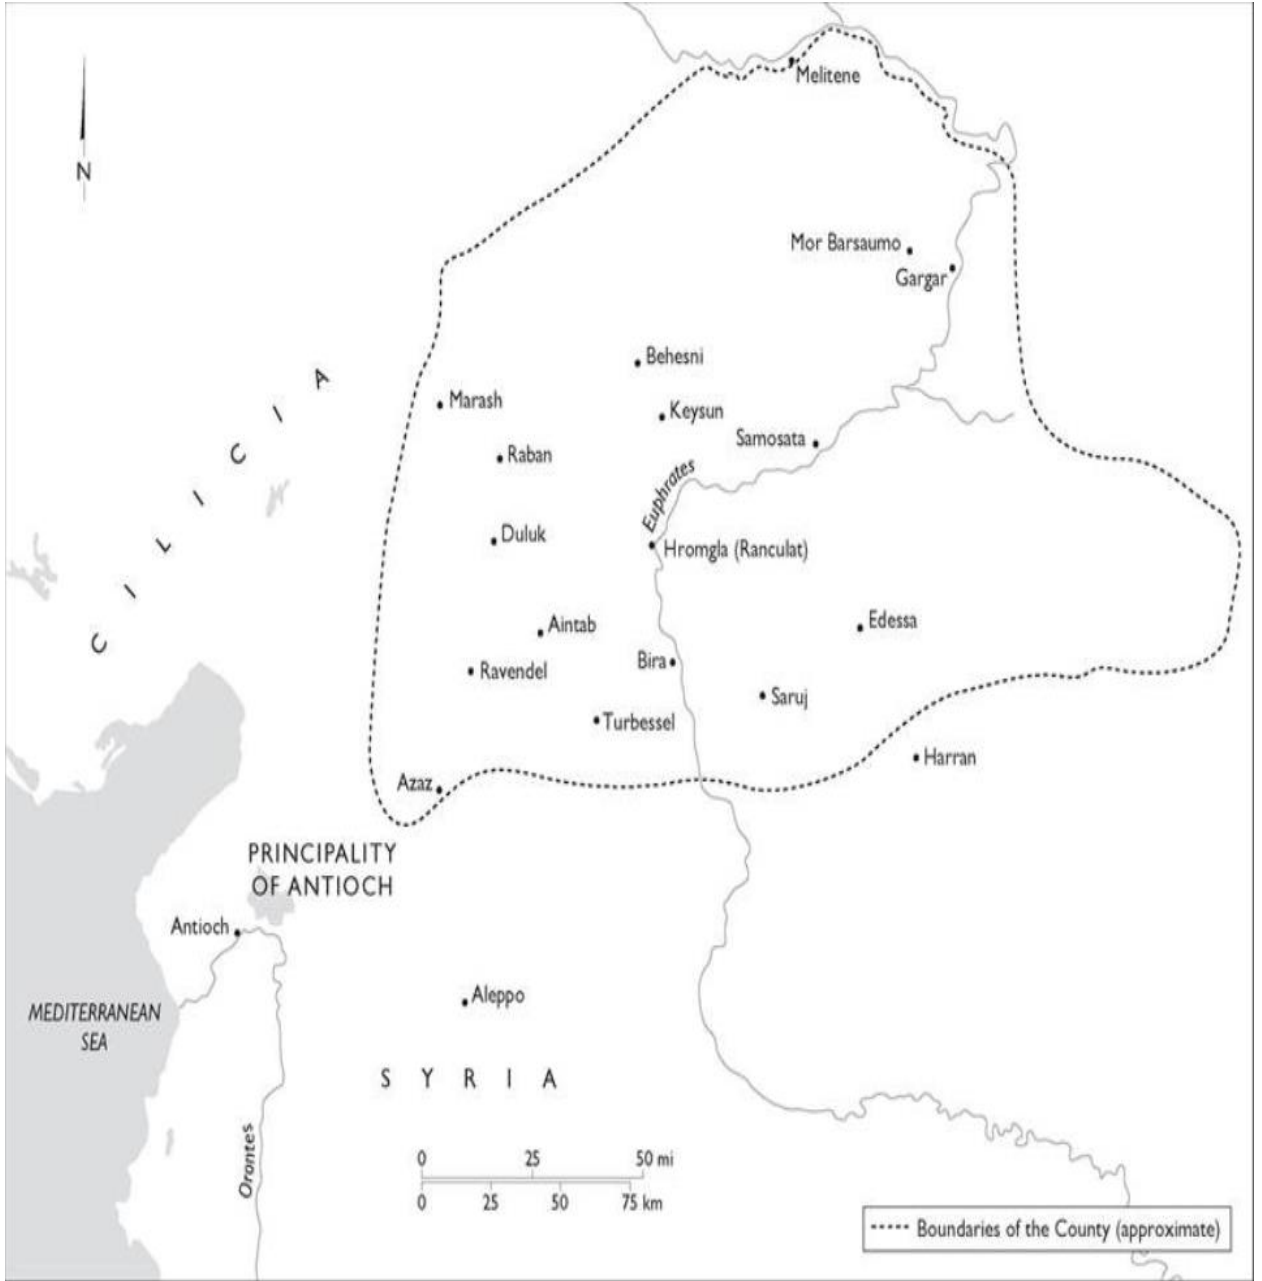 Melitene
N
Mor Barsaumo
Gargar
Behesni
CILICIA
Marash
Keysun
Samosata
Raban
Euphrates
Duluk
Hromgla (Ranculat)
Edessa
Aintab
Bira
Ravendel
Saruj
Turbessel
Harran
Azaz
PRINCIPALITY
OF ANTIOCH
Antioch
Aleppo
MEDITERRANEAN
SEA
SYRIA
Orontes
0 25 50 mi
0 25 50 75 km
Boundaries of the County (approximate)